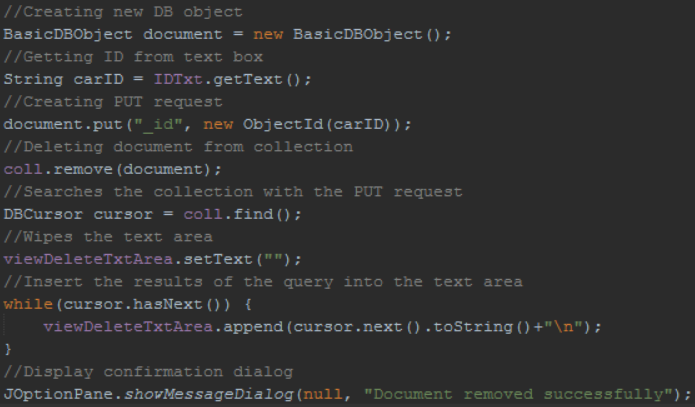 //Creating new DB object
BasicDBObject document = new BasicDBObject();
//Getting ID from text box
String carID = IDTxt.getText();
//Creating PUT request
document.put("_id", new ObjectId(carID));
//Deleting document from collection
coll.remove(document);
//Searches the collection with the PUT request
DBCursor cursor = coll.find();
//Wipes the text area
viewDeleteTxtArea.setText("");
//Insert the results of the query into the text area
while(cursor.hasNext()) {
    viewDeleteTxtArea.append(cursor.next().toString()+"\n");
}
//Display confirmation dialog
JOptionPane.showMessageDialog(null, "Document removed successfully");